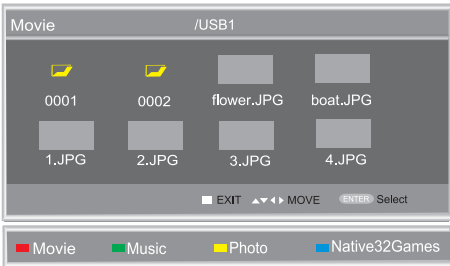 Movie /USB1
0001 0002 flower.JPG boat.JPG
1.JPG 2.JPG 3.JPG 4.JPG
EXIT MOVE ENTER Select
Movie Music Photo Native32Games